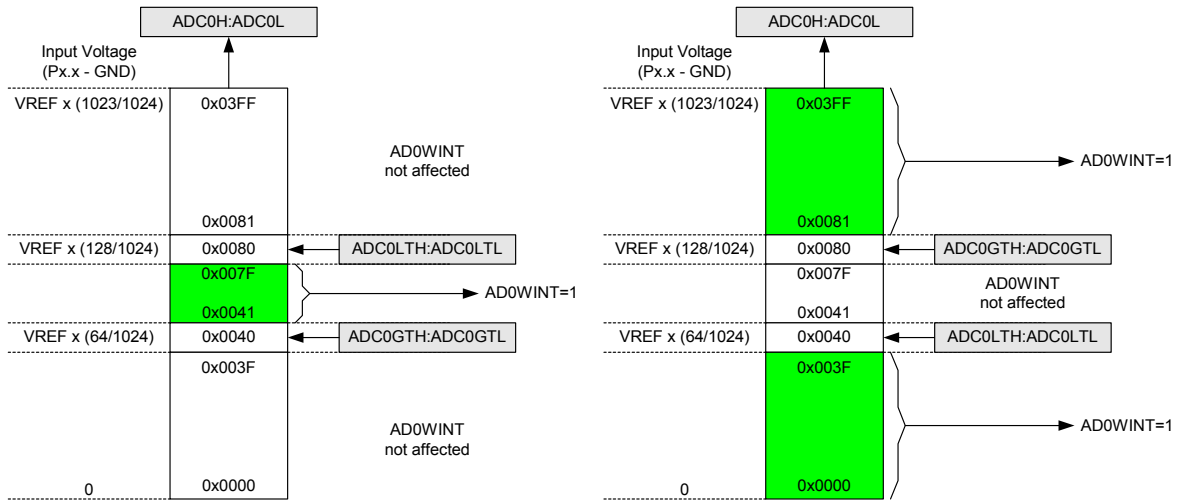 ADC0H:ADC0L
Input Voltage
(Px.x - GND)
VREF x (1023/1024)
0x03FF
AD0WINT
not affected
0x0081
VREF x (128/1024)
0x0080
ADC0LTH:ADC0LTL
0x007F
AD0WINT=1
0x0041
VREF x (64/1024)
0x0040
ADC0GTH:ADC0GTL
0x003F
AD0WINT
not affected
0
0x0000
ADC0H:ADC0L
Input Voltage
(Px.x - GND)
VREF x (1023/1024)
0x03FF
AD0WINT=1
0x0081
VREF x (128/1024)
0x0080
ADC0GTH:ADC0GTL
0x007F
AD0WINT
not affected
0x0041
VREF x (64/1024)
0x0040
ADC0LTH:ADC0LTL
0x003F
AD0WINT=1
0
0x0000